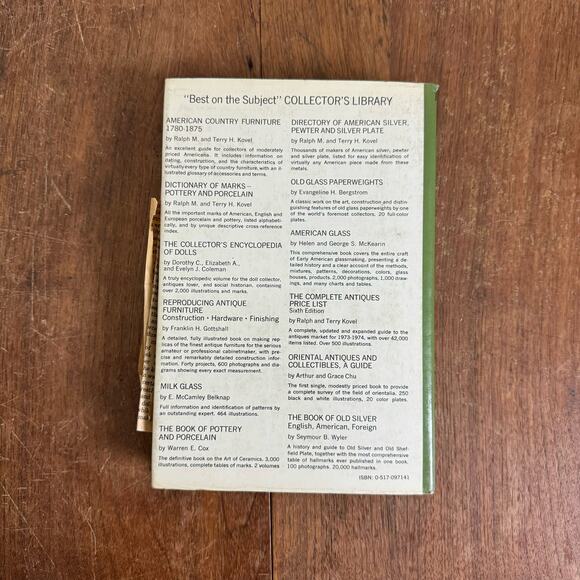 "Best on the Subject" COLLECTOR'S LIBRARY
AMERICAN COUNTRY FURNITURE
1780-1875
by Ralph M. and Terry H. Kovel
An excellent guide for collectors of moderately
priced Americana. It includes information on
dating, construction, and the characteristics of
virtually every type of country furniture, with an il-
lustrated glossary of accessories and terms.
DICTIONARY OF MARKS—
POTTERY AND PORCELAIN
by Ralph M. and Terry H. Kovel
All the important marks of American, English and
European porcelain and pottery, listed alphabeti-
cally, and by unique descriptive cross-reference
index.
THE COLLECTOR'S ENCYCLOPEDIA
OF DOLLS
by Dorothy C., Elizabeth A.,
and Evelyn J. Coleman
A truly encyclopedic volume for the doll collector,
antiques lover, and social historian, containing
over 2,000 illustrations and marks.
REPRODUCING ANTIQUE
FURNITURE
Construction • Hardware • Finishing
by Franklin H. Gottshall
A detailed, fully illustrated book on making rep-
licas of the finest antique furniture for the serious
amateur or professional cabinetmaker, with pre-
cise and remarkably detailed construction infor-
mation. Forty projects, 600 photographs and dia-
grams showing every exact measurement.
MILK GLASS
by E. McCamley Belknap
Full information and identification of patterns by
an outstanding expert. 464 illustrations.
THE BOOK OF POTTERY
AND PORCELAIN
by Warren E. Cox
The definitive book on the Art of Ceramics. 3,000
illustrations, complete tables of marks. 2 volumes
DIRECTORY OF AMERICAN SILVER,
PEWTER AND SILVER PLATE
by Ralph M. and Terry H. Kovel
Thousands of makers of American silver, pewter
and silver plate, listed for easy identification of
virtually any American piece made from these
metals.
OLD GLASS PAPERWEIGHTS
by Evangeline H. Bergstrom
A classic work on the art, construction and distin-
guishing features of old glass paperweights by one
of the world's foremost collectors. 20 full-color
plates.
AMERICAN GLASS
by Helen and George S. McKearin
This comprehensive book covers the entire craft
of Early American glassmaking, presenting a de-
tailed history and a clear account of the methods,
mixtures, patterns, decorations, colors, glass
houses, products. 2,000 photographs, 1,000 draw-
ings, and many charts and tables.
THE COMPLETE ANTIQUES
PRICE LIST
Sixth Edition
by Ralph and Terry Kovel
A complete, updated and expanded guide to the
antiques market for 1973-1974, with over 42,000
items listed. Over 500 illustrations.
ORIENTAL ANTIQUES AND
COLLECTIBLES, A GUIDE
by Arthur and Grace Chu
The first single, modestly priced book to provide
a complete survey of the field of orientalia. 250
black and white illustrations, 20 color plates.
THE BOOK OF OLD SILVER
English, American, Foreign
by Seymour B. Wyler
A history and guide to Old Silver and Old Shef-
field Plate, together with the most comprehensive
table of hallmarks ever published in one book.
100 photographs. 20,000 hallmarks.
ISBN: 0-517-097141